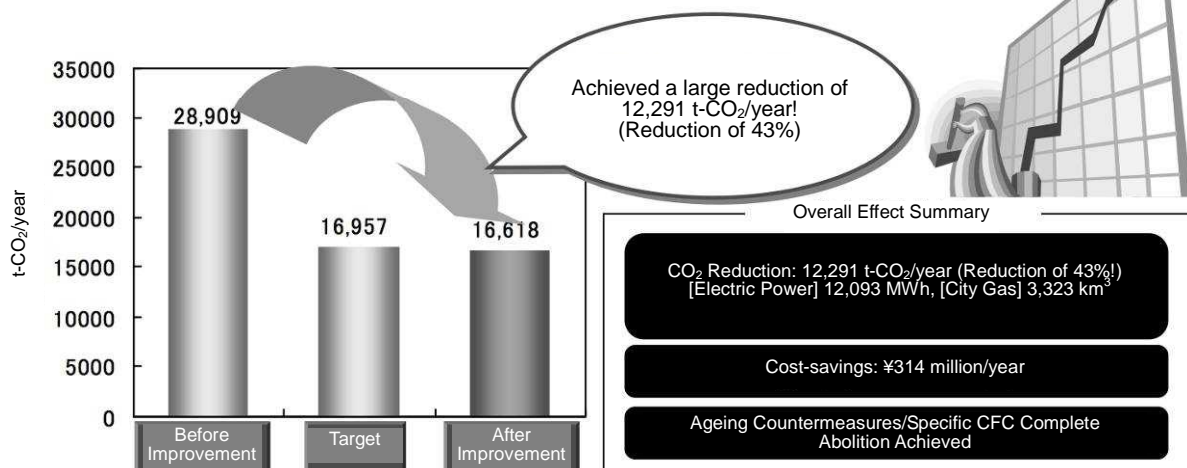 t-CO₂/year
35000
30000
25000
20000
15000
10000
5000
0
28,909
16,957
16,618
Before
Improvement
Target
After
Improvement
Achieved a large reduction of
12,291 t-CO₂/year!
(Reduction of 43%)
Overall Effect Summary
CO₂ Reduction: 12,291 t-CO₂/year (Reduction of 43%!)
[Electric Power] 12,093 MWh, [City Gas] 3,323 km³
Cost-savings: ¥314 million/year
Ageing Countermeasures/Specific CFC Complete
Abolition Achieved